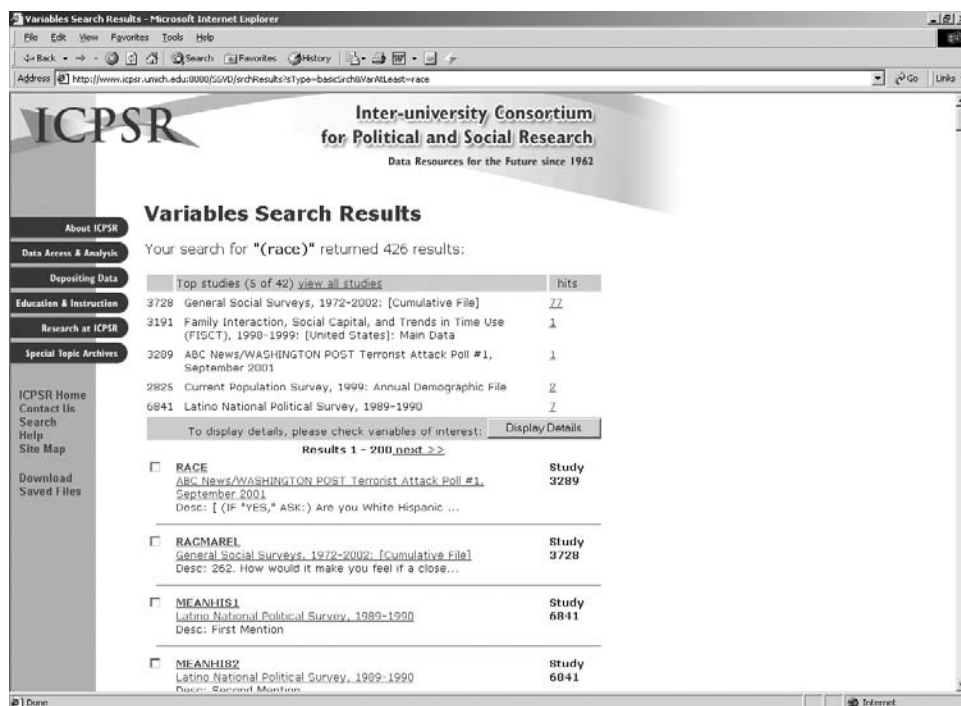 Variables Search Results - Microsoft Internet Explorer
File Edit View Favorites Tools Help
Back Search Favorites History
Address http://www.icpsr.umich.edu:8080/SSVD/srchResults?sType=basicSrch&VarAtLeast=race Go Links
ICPSR
Inter-university Consortium
for Political and Social Research
Data Resources for the Future since 1962
About ICPSR
Data Access & Analysis
Depositing Data
Education & Instruction
Research at ICPSR
Special Topic Archives
ICPSR Home
Contact Us
Search
Help
Site Map
Download
Saved Files
Variables Search Results
Your search for "(race)" returned 426 results:
Top studies (5 of 42) view all studies hits
3728 General Social Surveys, 1972-2002: [Cumulative File] 77
3191 Family Interaction, Social Capital, and Trends in Time Use 1
(FISCT), 1998-1999: [United States]: Main Data
3289 ABC News/WASHINGTON POST Terrorist Attack Poll #1, 1
September 2001
2825 Current Population Survey, 1999: Annual Demographic File 2
6841 Latino National Political Survey, 1989-1990 7
To display details, please check variables of interest: Display Details
Results 1 - 200 next >>
RACE Study
ABC News/WASHINGTON POST Terrorist Attack Poll #1, 3289
September 2001
Desc: [ (IF "YES," ASK:) Are you White Hispanic ...
RACMAREL Study
General Social Surveys, 1972-2002: [Cumulative File] 3728
Desc: 262. How would it make you feel if a close...
MEANHIS1 Study
Latino National Political Survey, 1989-1990 6841
Desc: First Mention
MEANHIS2 Study
Latino National Political Survey, 1989-1990 6841
Desc: Second Mention
Done Internet